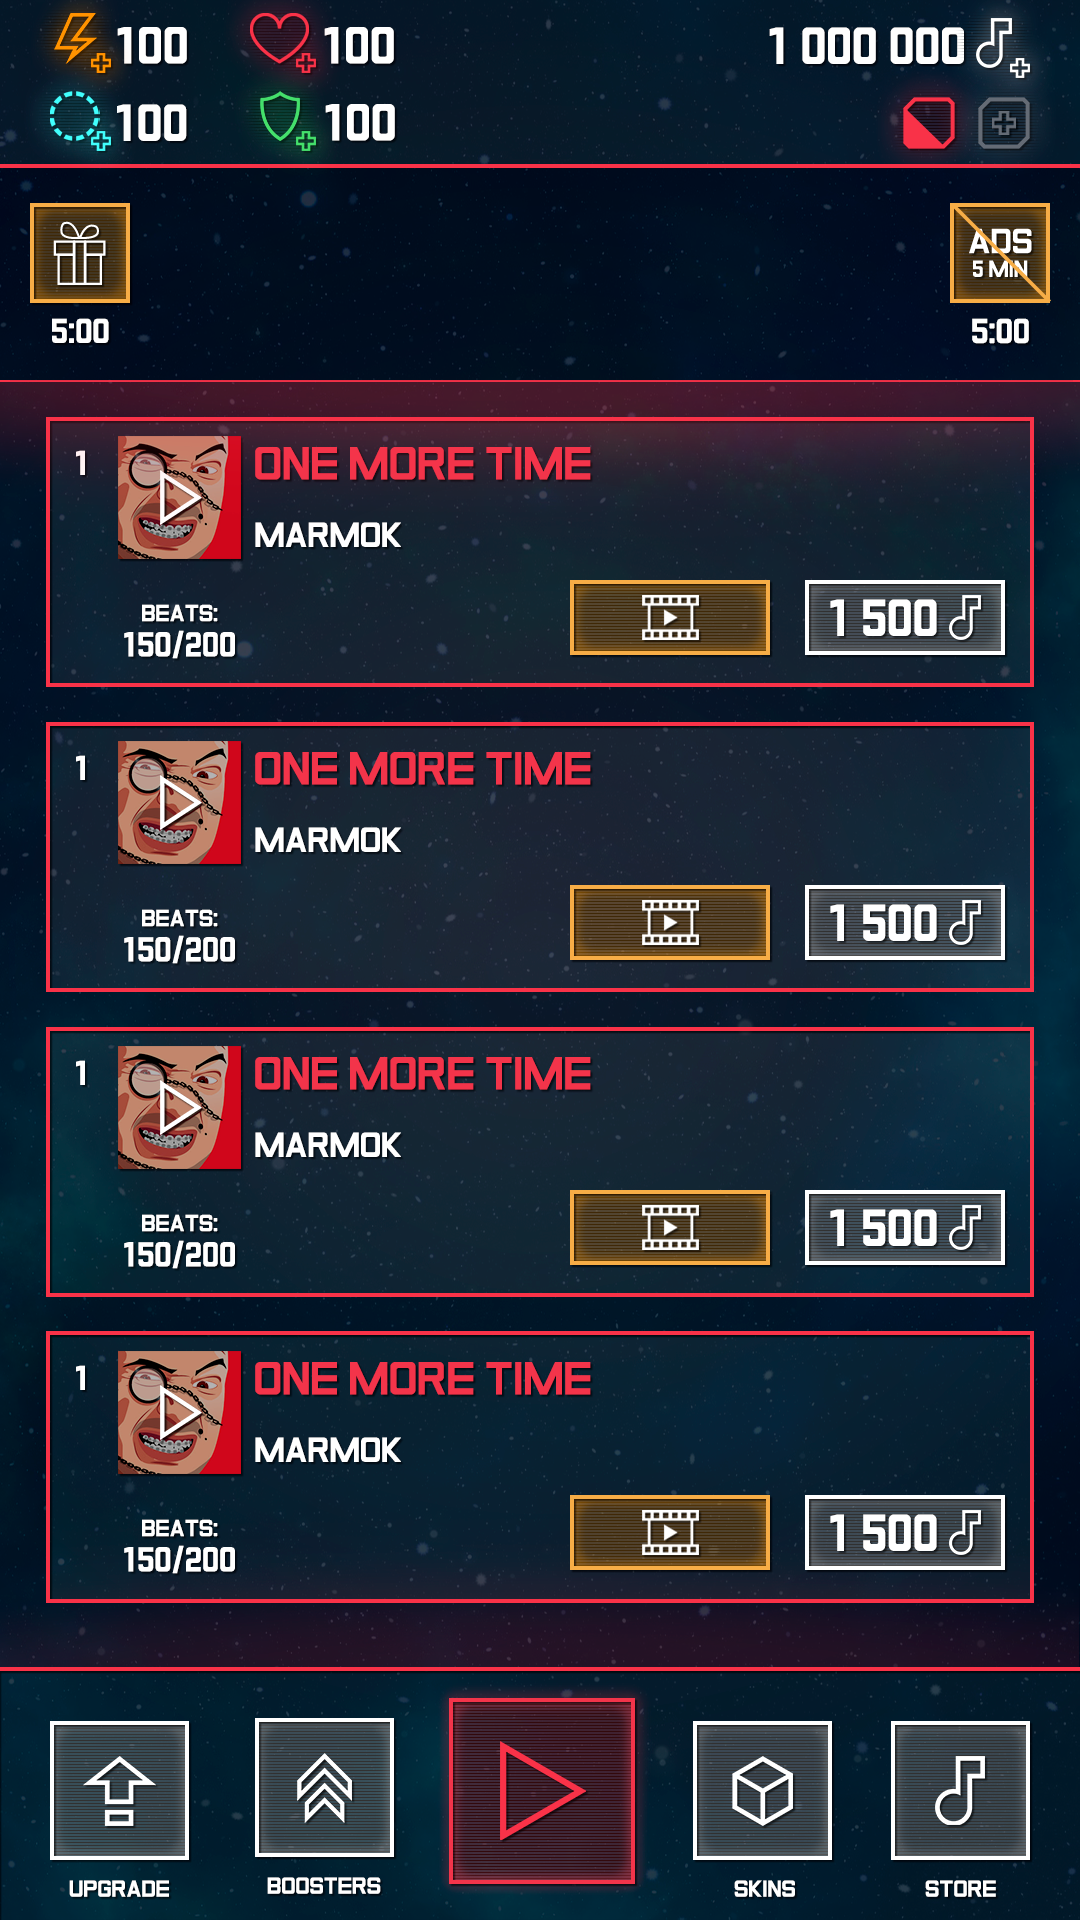 100
100
1 000 000
100
100
ADS
5 MIN
5:00
5:00
1
ONE MORE TIME
MARMOK
BEATS:
150/200
1 500
1
ONE MORE TIME
MARMOK
BEATS:
150/200
1 500
1
ONE MORE TIME
MARMOK
BEATS:
150/200
1 500
1
ONE MORE TIME
MARMOK
BEATS:
150/200
1 500
UPGRADE
BOOSTERS
SKINS
STORE